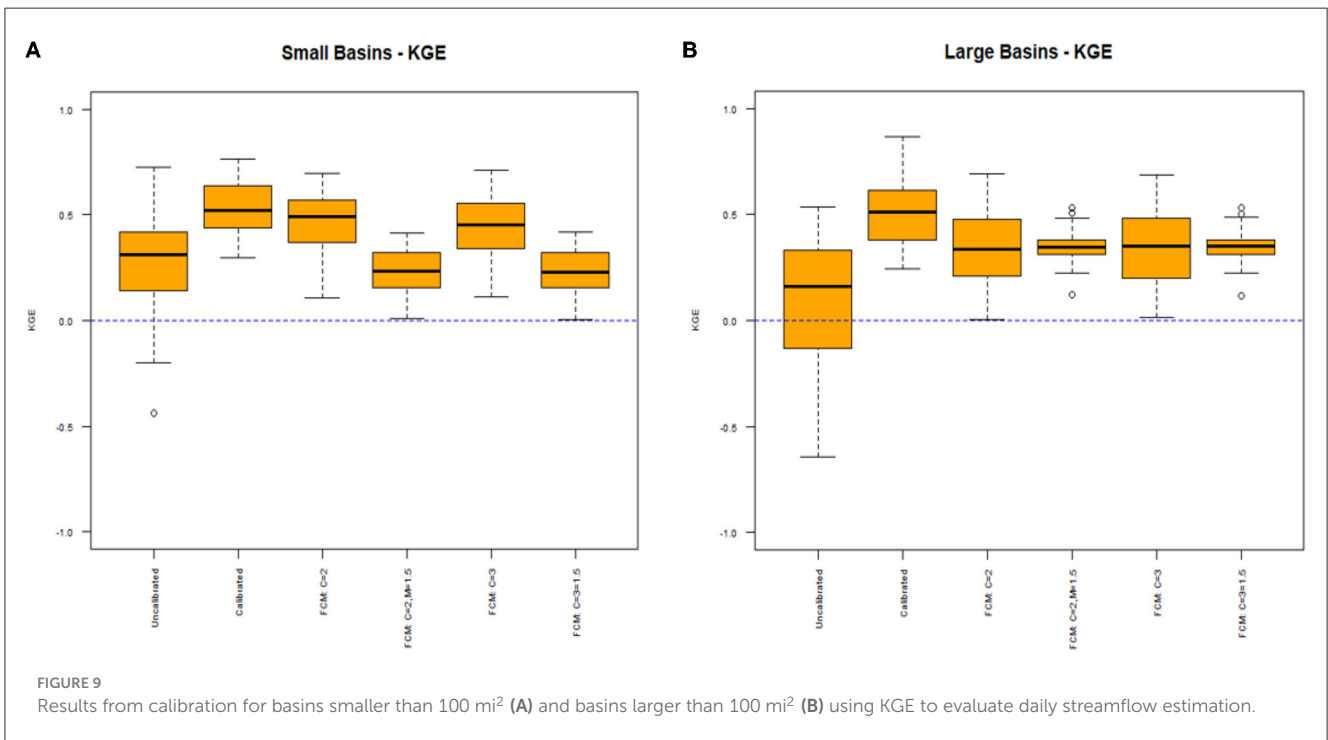 A
Small Basins - KGE
KGE
1.0
0.5
0.0
-0.5
-1.0
Uncalibrated
Calibrated
FCM: C=2
FCM: C=2,M=1.5
FCM: C=3
FCM: C=3=1.5
B
Large Basins - KGE
KGE
1.0
0.5
0.0
-0.5
-1.0
Uncalibrated
Calibrated
FCM: C=2
FCM: C=2,M=1.5
FCM: C=3
FCM: C=3=1.5
FIGURE 9
Results from calibration for basins smaller than 100 mi² (A) and basins larger than 100 mi² (B) using KGE to evaluate daily streamflow estimation.